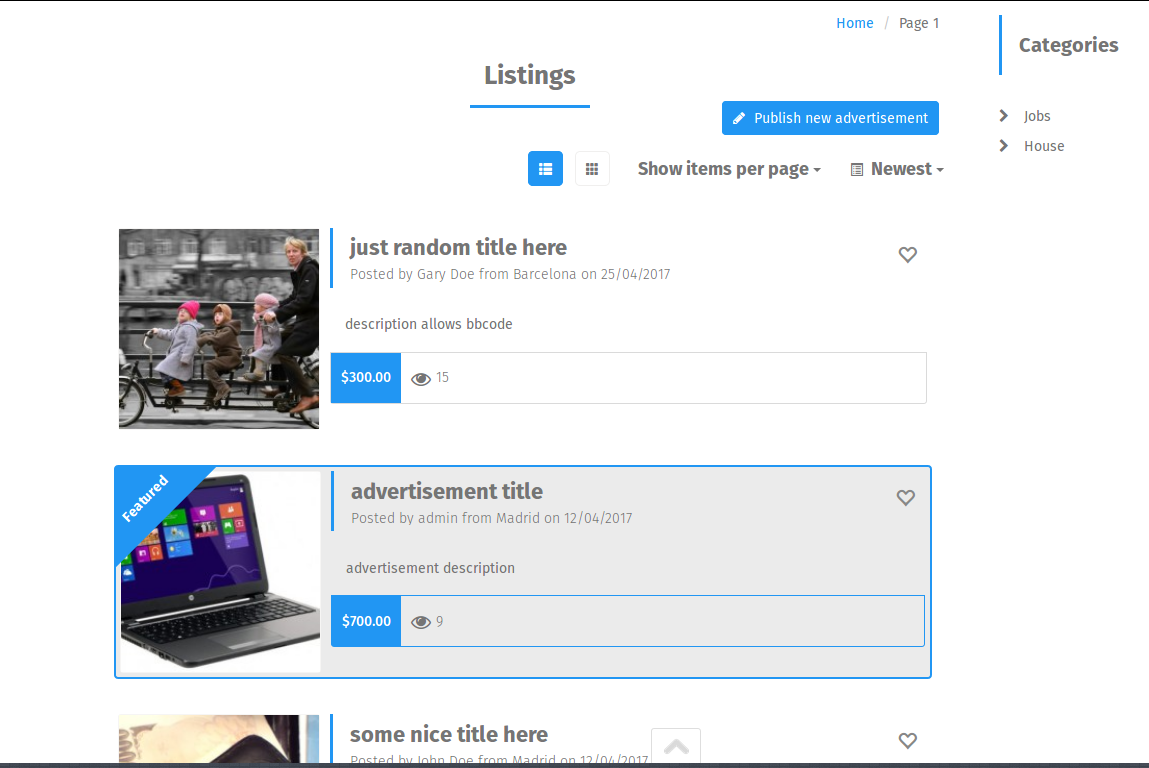 Home / Page 1
Categories
Listings
Publish new advertisement
Jobs
House
Show items per page
Newest
just random title here
Posted by Gary Doe from Barcelona on 25/04/2017
description allows bbcode
$300.00
15
Featured
advertisement title
Posted by admin from Madrid on 12/04/2017
advertisement description
$700.00
9
some nice title here
Posted by John Doe from Madrid on 12/04/2017